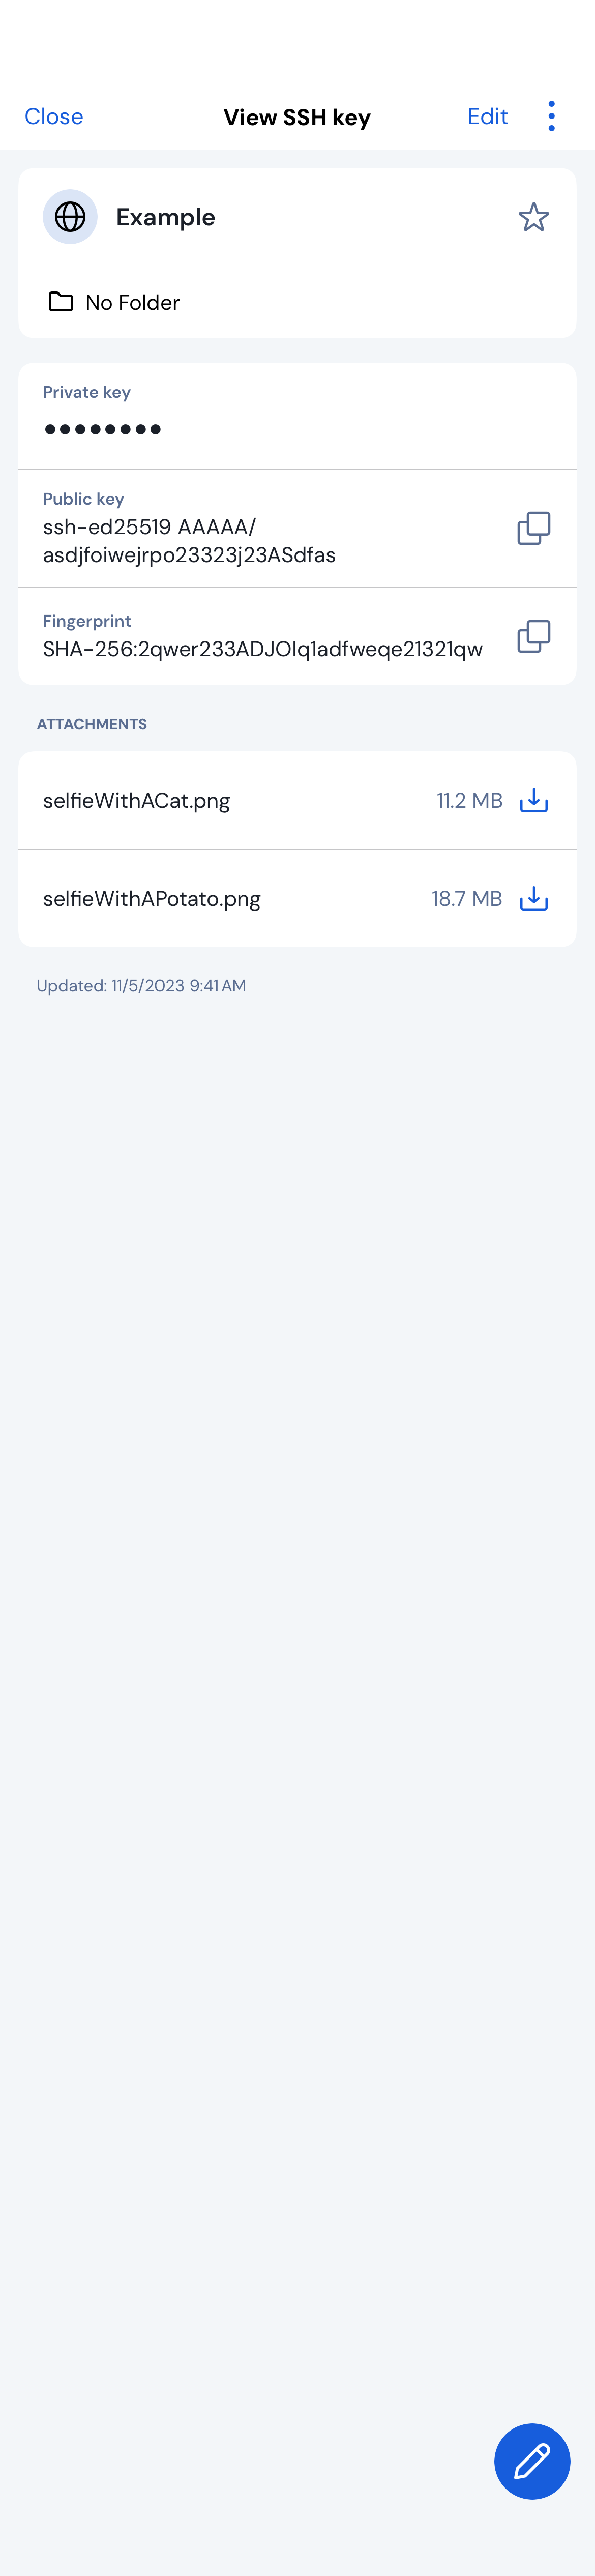 Close
View SSH key
Edit
Example
No Folder
Private key
••••••••
Public key
ssh-ed25519 AAAAA/
asdjfoiwejrpo23323j23ASdfas
Fingerprint
SHA-256:2qwer233ADJOIq1adfweqe21321qw
ATTACHMENTS
selfieWithACat.png 11.2 MB
selfieWithAPotato.png 18.7 MB
Updated: 11/5/2023 9:41 AM